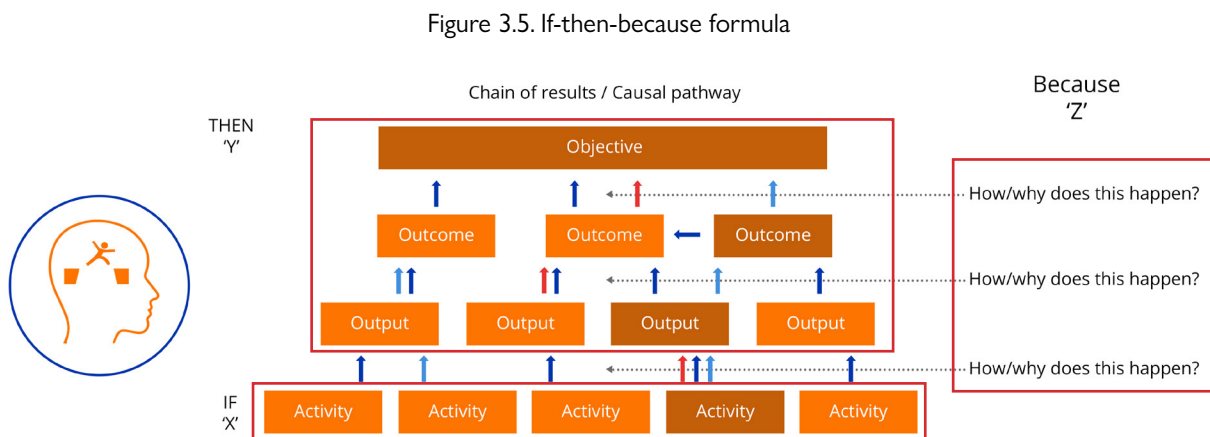 Figure 3.5. If-then-because formula
Because
'Z'
Chain of results / Causal pathway
THEN
'Y'
Objective
How/why does this happen?
Outcome Outcome Outcome
How/why does this happen?
Output Output Output Output
How/why does this happen?
IF
'X'
Activity Activity Activity Activity Activity